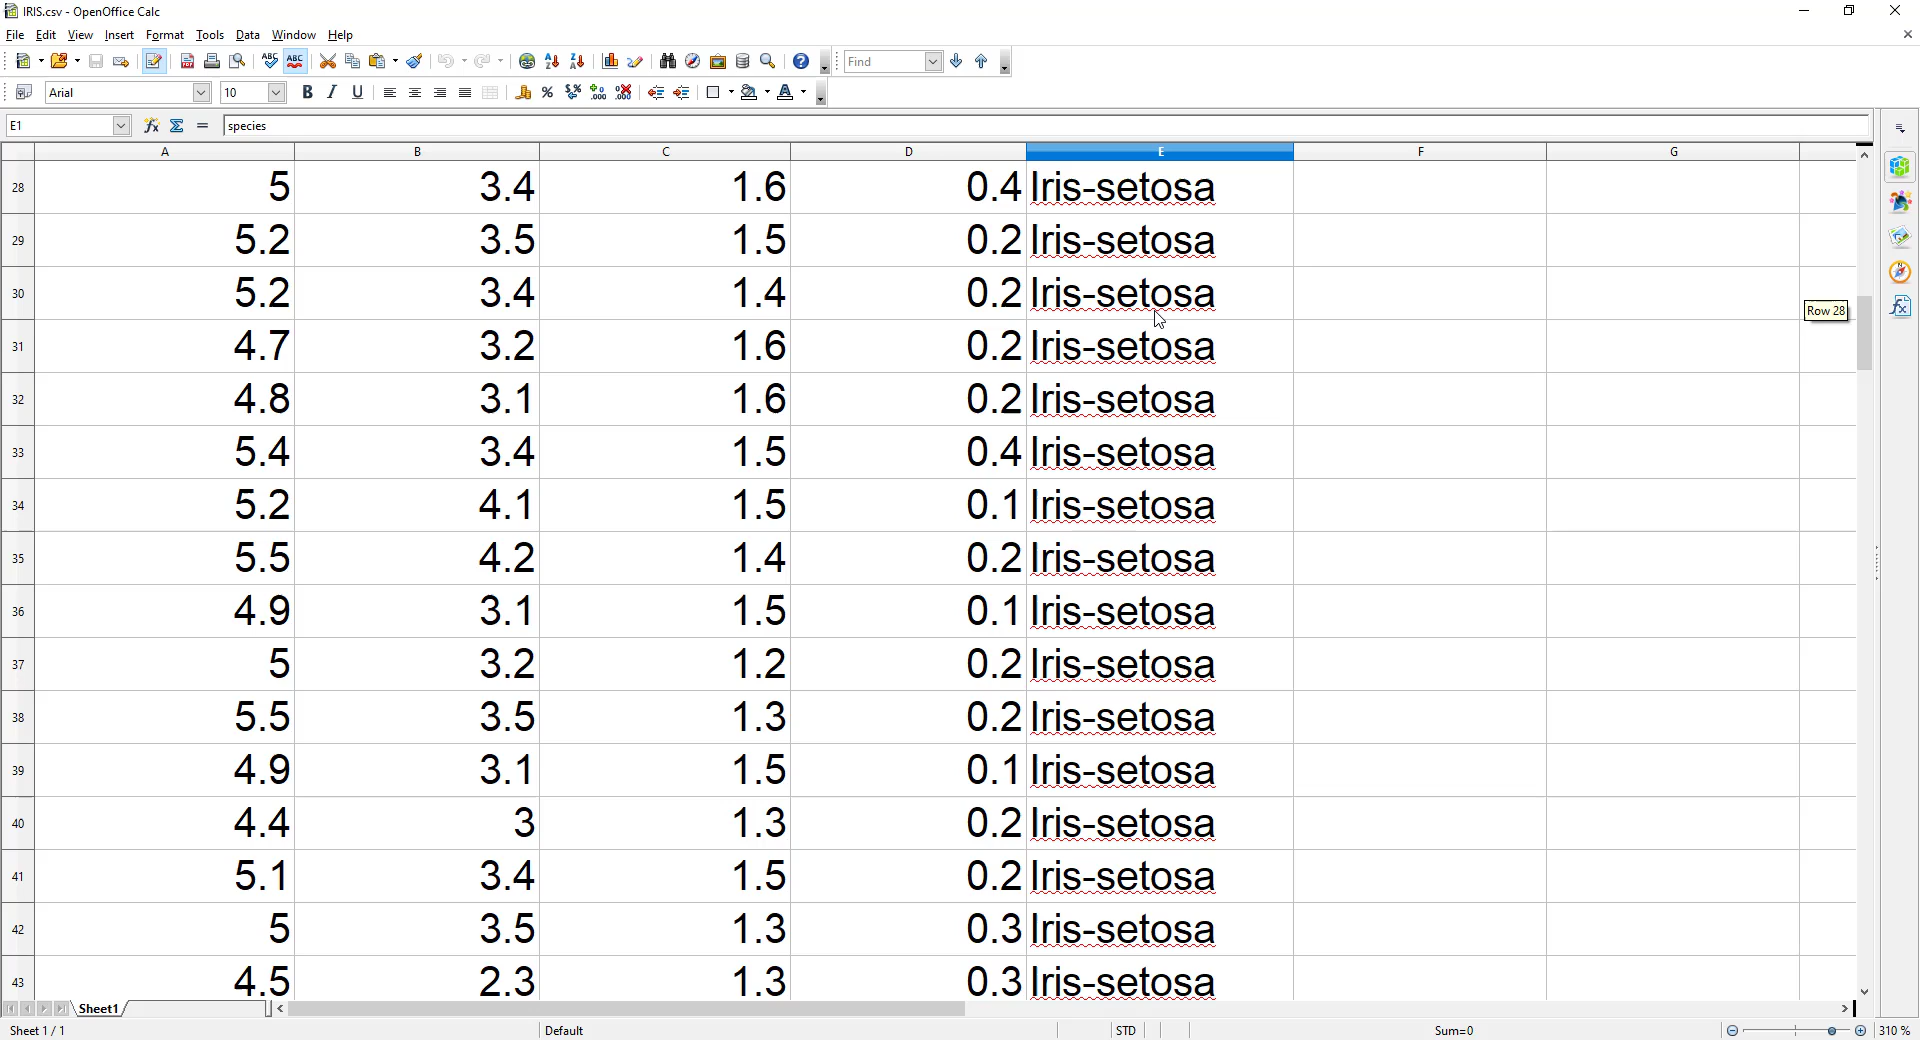 IRIS.csv - OpenOffice Calc
File Edit View Insert Format Tools Data Window Help
Find
Arial 10
E1 species
A B C D E F G
28 5 3.4 1.6 0.4 Iris-setosa
29 5.2 3.5 1.5 0.2 Iris-setosa
30 5.2 3.4 1.4 0.2 Iris-setosa
Row 28
31 4.7 3.2 1.6 0.2 Iris-setosa
32 4.8 3.1 1.6 0.2 Iris-setosa
33 5.4 3.4 1.5 0.4 Iris-setosa
34 5.2 4.1 1.5 0.1 Iris-setosa
35 5.5 4.2 1.4 0.2 Iris-setosa
36 4.9 3.1 1.5 0.1 Iris-setosa
37 5 3.2 1.2 0.2 Iris-setosa
38 5.5 3.5 1.3 0.2 Iris-setosa
39 4.9 3.1 1.5 0.1 Iris-setosa
40 4.4 3 1.3 0.2 Iris-setosa
41 5.1 3.4 1.5 0.2 Iris-setosa
42 5 3.5 1.3 0.3 Iris-setosa
43 4.5 2.3 1.3 0.3 Iris-setosa
Sheet1
Sheet 1 / 1 Default STD Sum=0 310 %